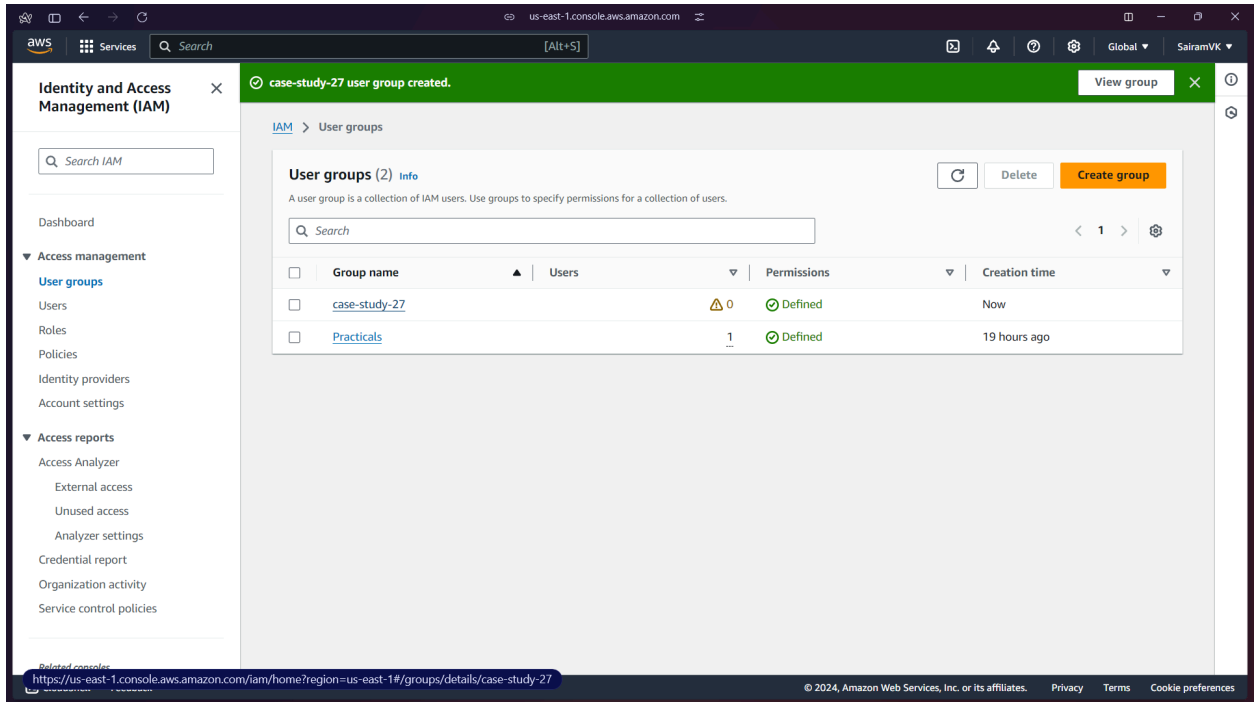 us-east-1.console.aws.amazon.com
aws
Services
Search
[Alt+S]
Global
SairamVK
Identity and Access
Management (IAM)
Search IAM
Dashboard
Access management
User groups
Users
Roles
Policies
Identity providers
Account settings
Access reports
Access Analyzer
External access
Unused access
Analyzer settings
Credential report
Organization activity
Service control policies
Related consoles
case-study-27 user group created.
View group
IAM > User groups
User groups (2) Info
Delete
Create group
A user group is a collection of IAM users. Use groups to specify permissions for a collection of users.
Search
1
Group name Users Permissions Creation time
case-study-27 0 Defined Now
Practicals 1 Defined 19 hours ago
https://us-east-1.console.aws.amazon.com/iam/home?region=us-east-1#/groups/details/case-study-27
© 2024, Amazon Web Services, Inc. or its affiliates. Privacy Terms Cookie preferences